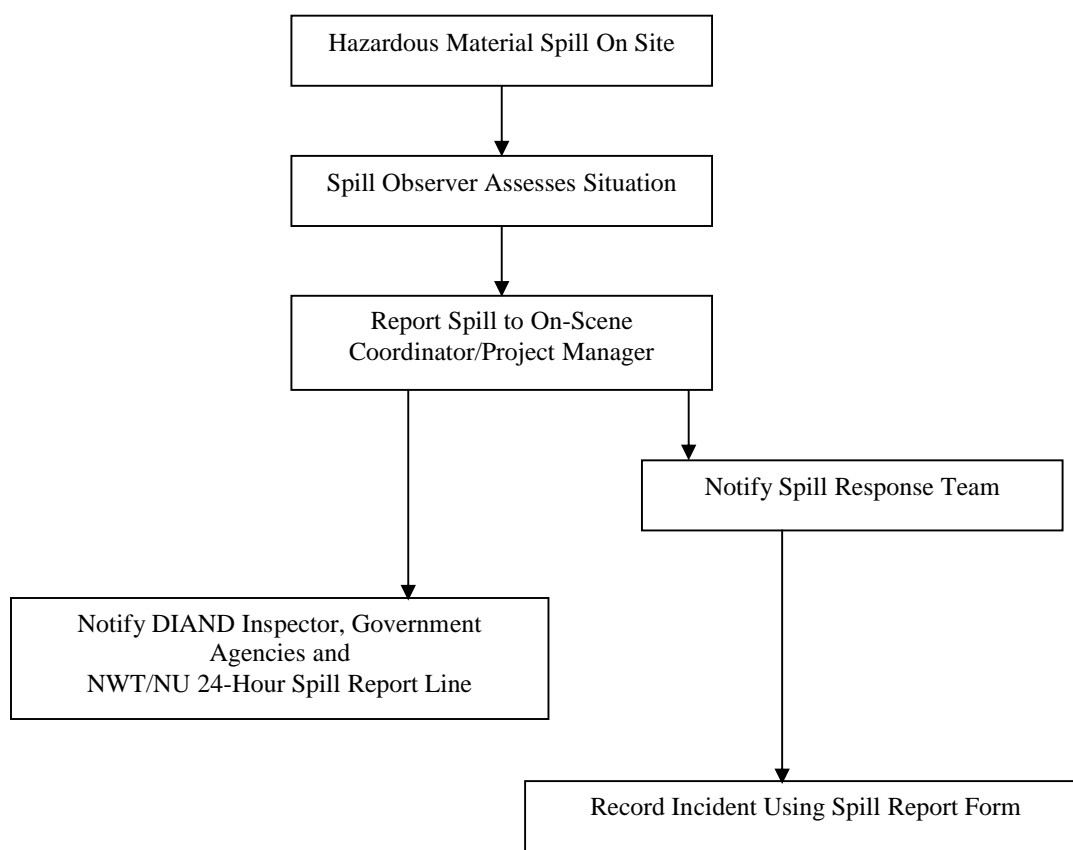 Hazardous Material Spill On Site
Spill Observer Assesses Situation
Report Spill to On-Scene
Coordinator/Project Manager
Notify Spill Response Team
Notify DIAND Inspector, Government
Agencies and
NWT/NU 24-Hour Spill Report Line
Record Incident Using Spill Report Form